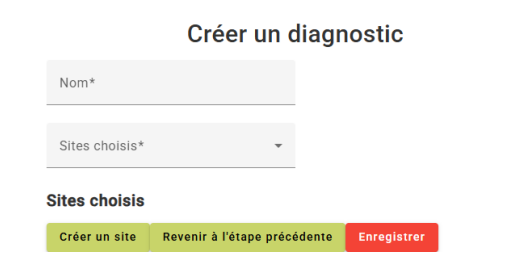 Créer un diagnostic
Nom*
Sites choisis*
Sites choisis
Créer un site Revenir à l'étape précédente Enregistrer